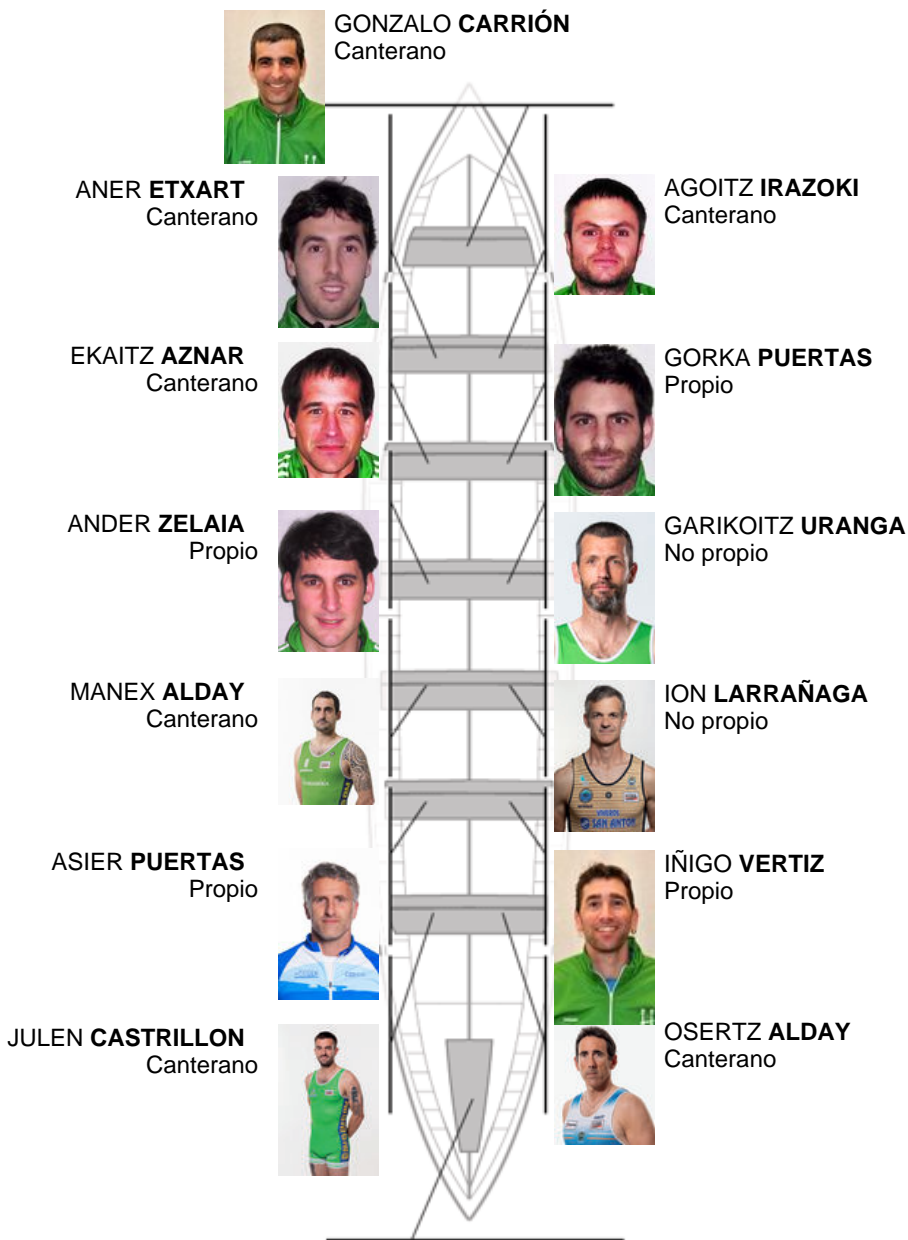 GONZALO CARRIÓN
Canterano
ANER ETXART
Canterano
AGOITZ IRAZOKI
Canterano
EKAITZ AZNAR
Canterano
GORKA PUERTAS
Propio
ANDER ZELAIA
Propio
GARIKOITZ URANGA
No propio
MANEX ALDAY
Canterano
ION LARRAÑAGA
No propio
SAN ANTON
ASIER PUERTAS
Propio
IÑIGO VERTIZ
Propio
JULEN CASTRILLON
Canterano
OSERTZ ALDAY
Canterano